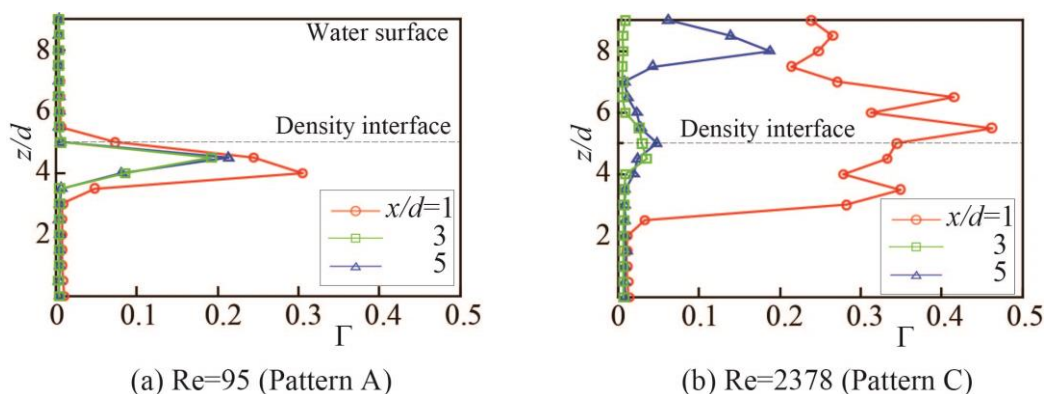 8
6
4
2
z/d
Water surface
Density interface
x/d=1
3
5
0 0.1 0.2 0.3 0.4 0.5
Γ
(a) Re=95 (Pattern A)
8
6
4
2
z/d
Density interface
x/d=1
3
5
0 0.1 0.2 0.3 0.4 0.5
Γ
(b) Re=2378 (Pattern C)